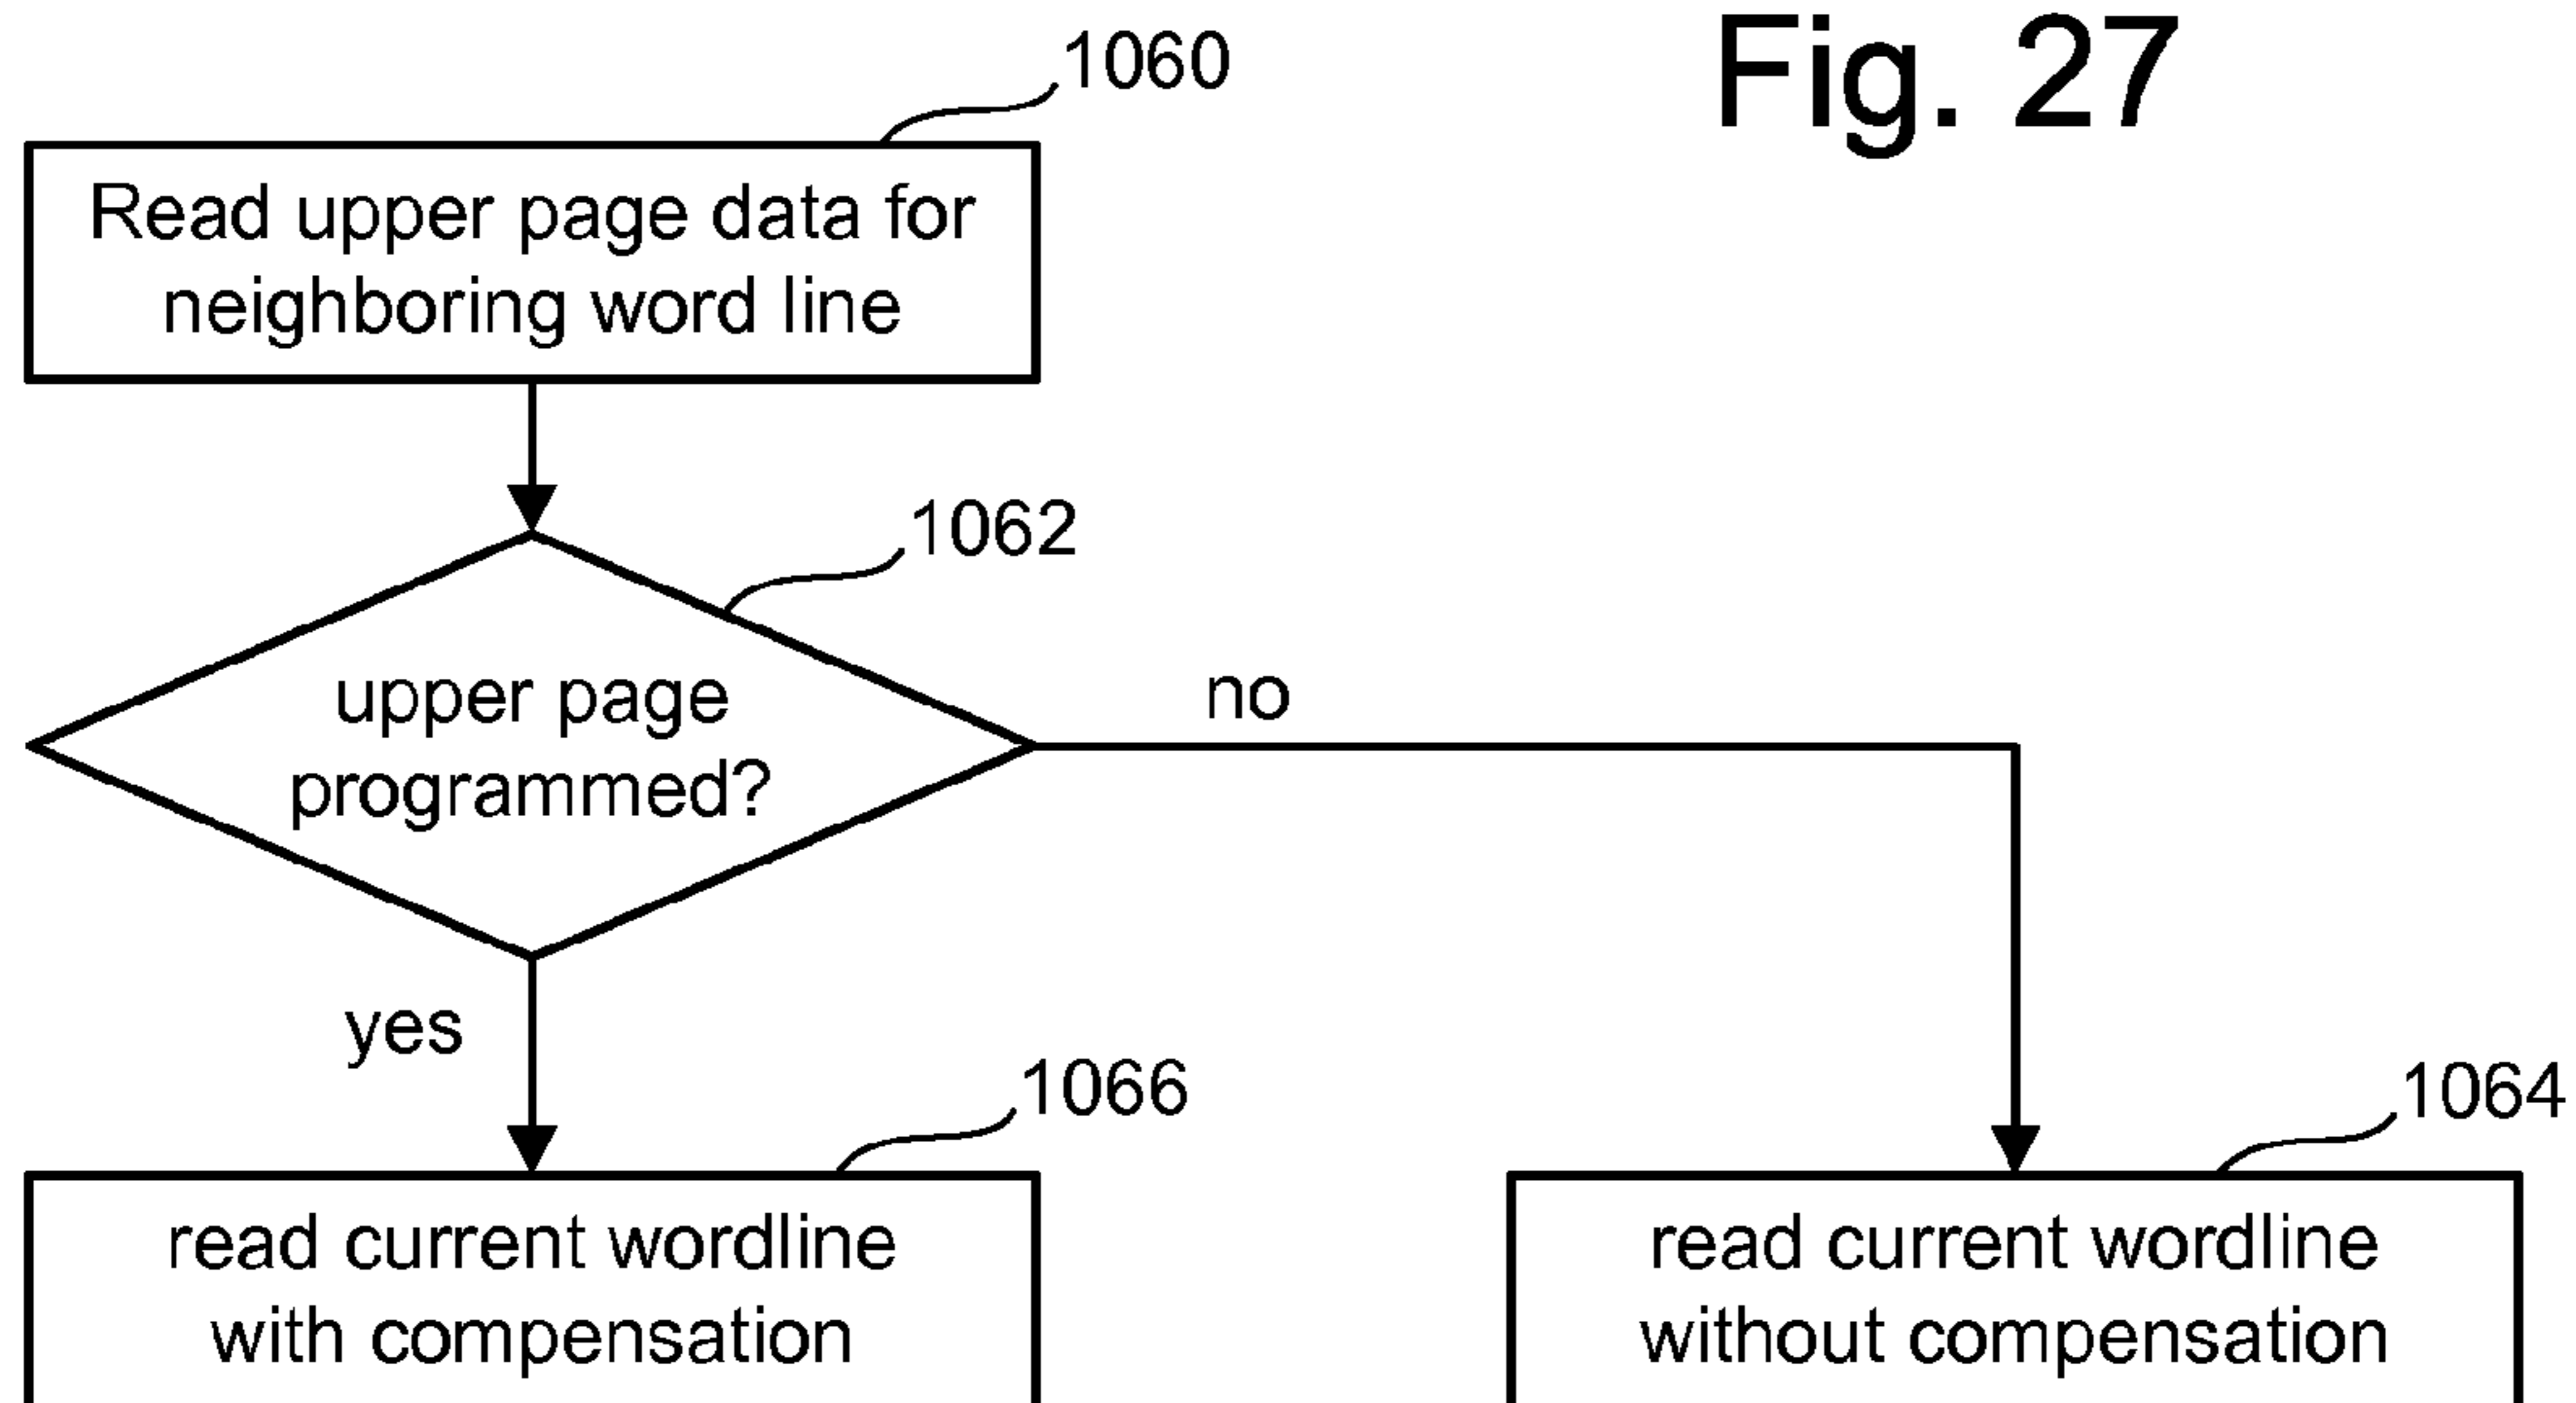 Fig. 27
1060
Read upper page data for
neighboring word line
1062
upper page
programmed?
no
yes
1066
read current wordline
with compensation
1064
read current wordline
without compensation